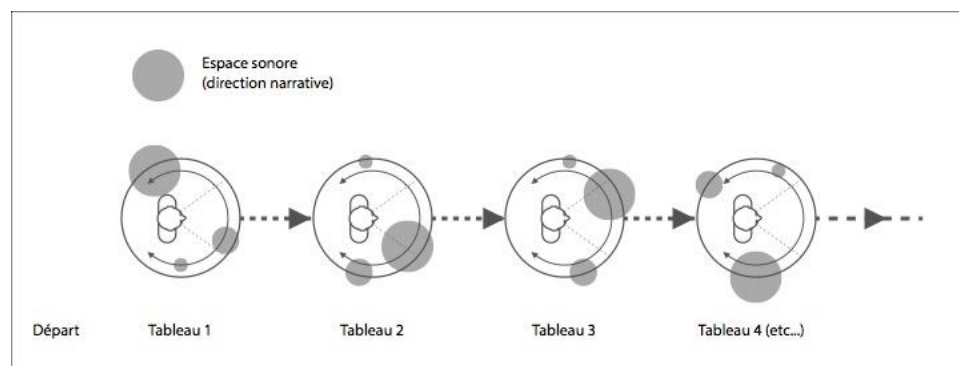 Espace sonore
(direction narrative)
Départ
Tableau 1
Tableau 2
Tableau 3
Tableau 4 (etc...)